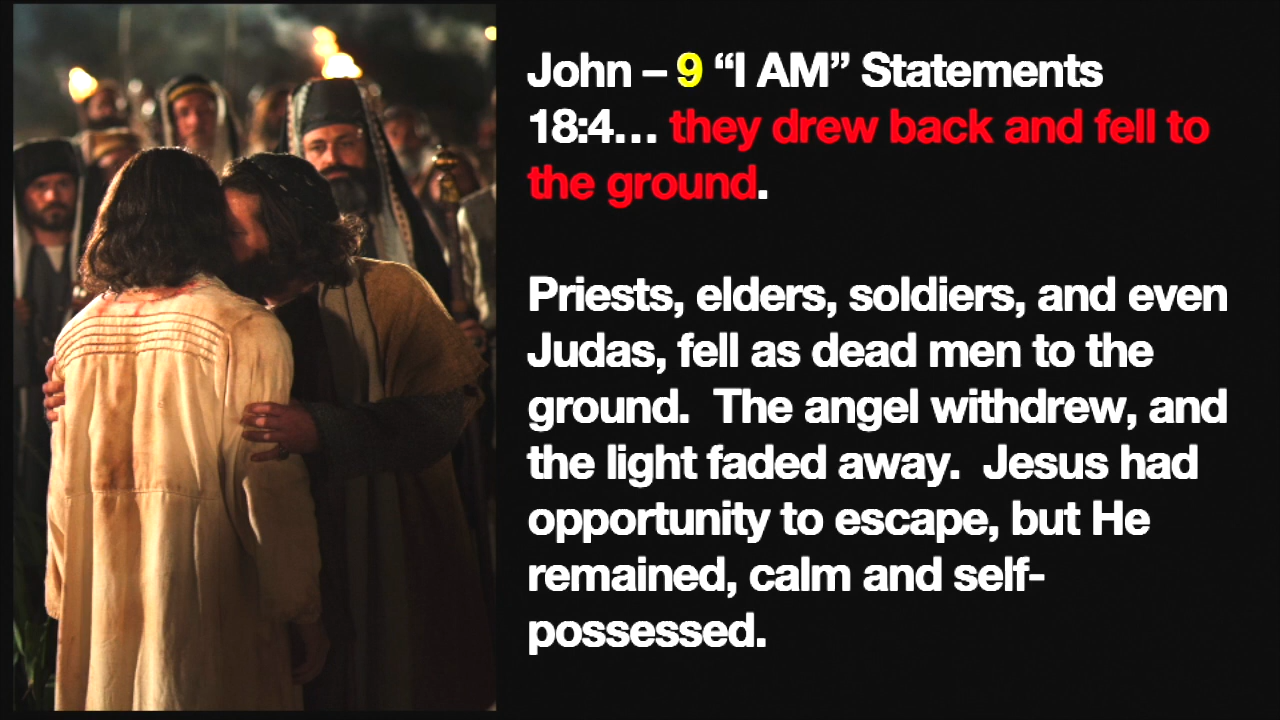 John – 9 “I AM” Statements
18:4… they drew back and fell to
the ground.
Priests, elders, soldiers, and even
Judas, fell as dead men to the
ground.  The angel withdrew, and
the light faded away.  Jesus had
opportunity to escape, but He
remained, calm and self-
possessed.